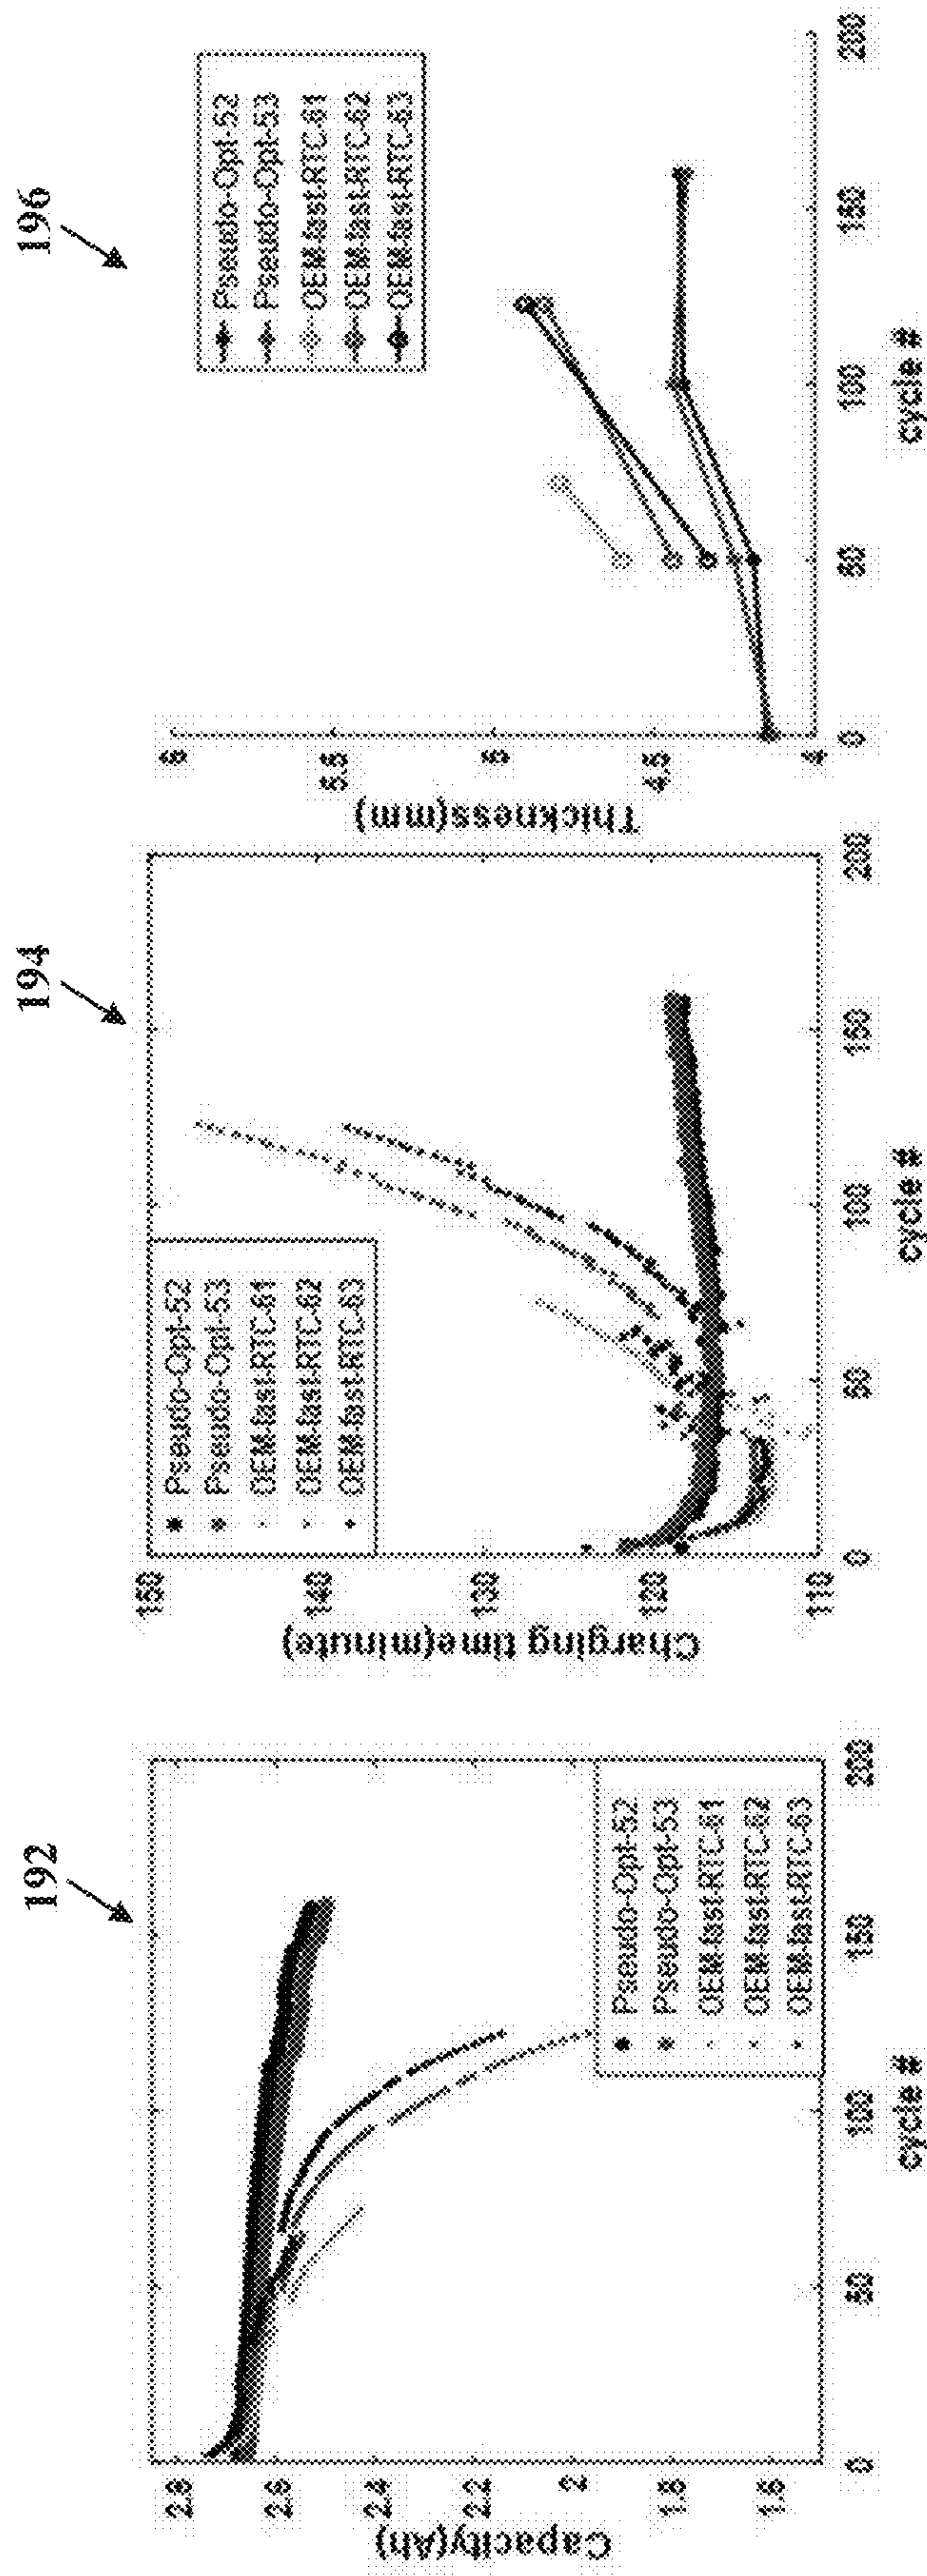 192
Capacity(Ah)
2.8
2.6
2.4
2.2
2
1.8
1.6
0
50
100
150
200
cycle #
Pseudo-Opt-52
Pseudo-Opt-53
OEM-fast-RTC-61
OEM-fast-RTC-62
OEM-fast-RTC-63
194
Charging time(minute)
150
140
130
120
110
0
50
100
150
200
cycle #
Pseudo-Opt-52
Pseudo-Opt-53
OEM-fast-RTC-61
OEM-fast-RTC-62
OEM-fast-RTC-63
196
Thickness(mm)
6
5.5
5
4.5
4
0
50
100
150
200
cycle #
Pseudo-Opt-52
Pseudo-Opt-53
OEM-fast-RTC-61
OEM-fast-RTC-62
OEM-fast-RTC-63